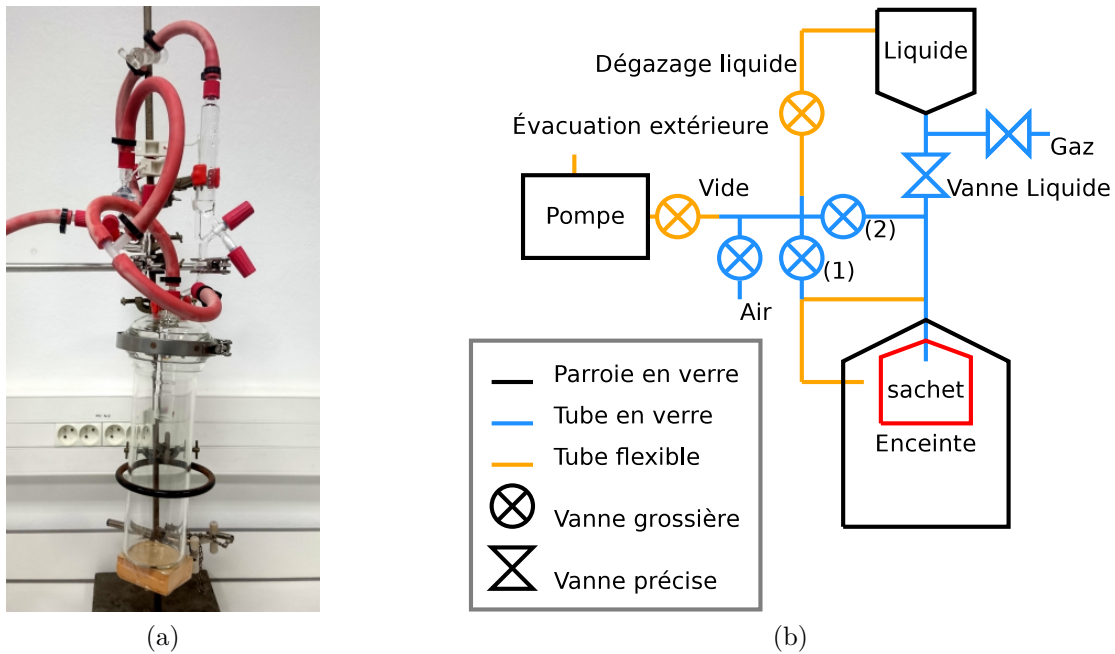 Liquide
Dégazage liquide
Évacuation extérieure
Gaz
Vanne Liquide
Vide
Pompe
(2)
(1)
Air
Parroie en verre
Tube en verre
Tube flexible
Vanne grossière
Vanne précise
sachet
Enceinte
(a)
(b)